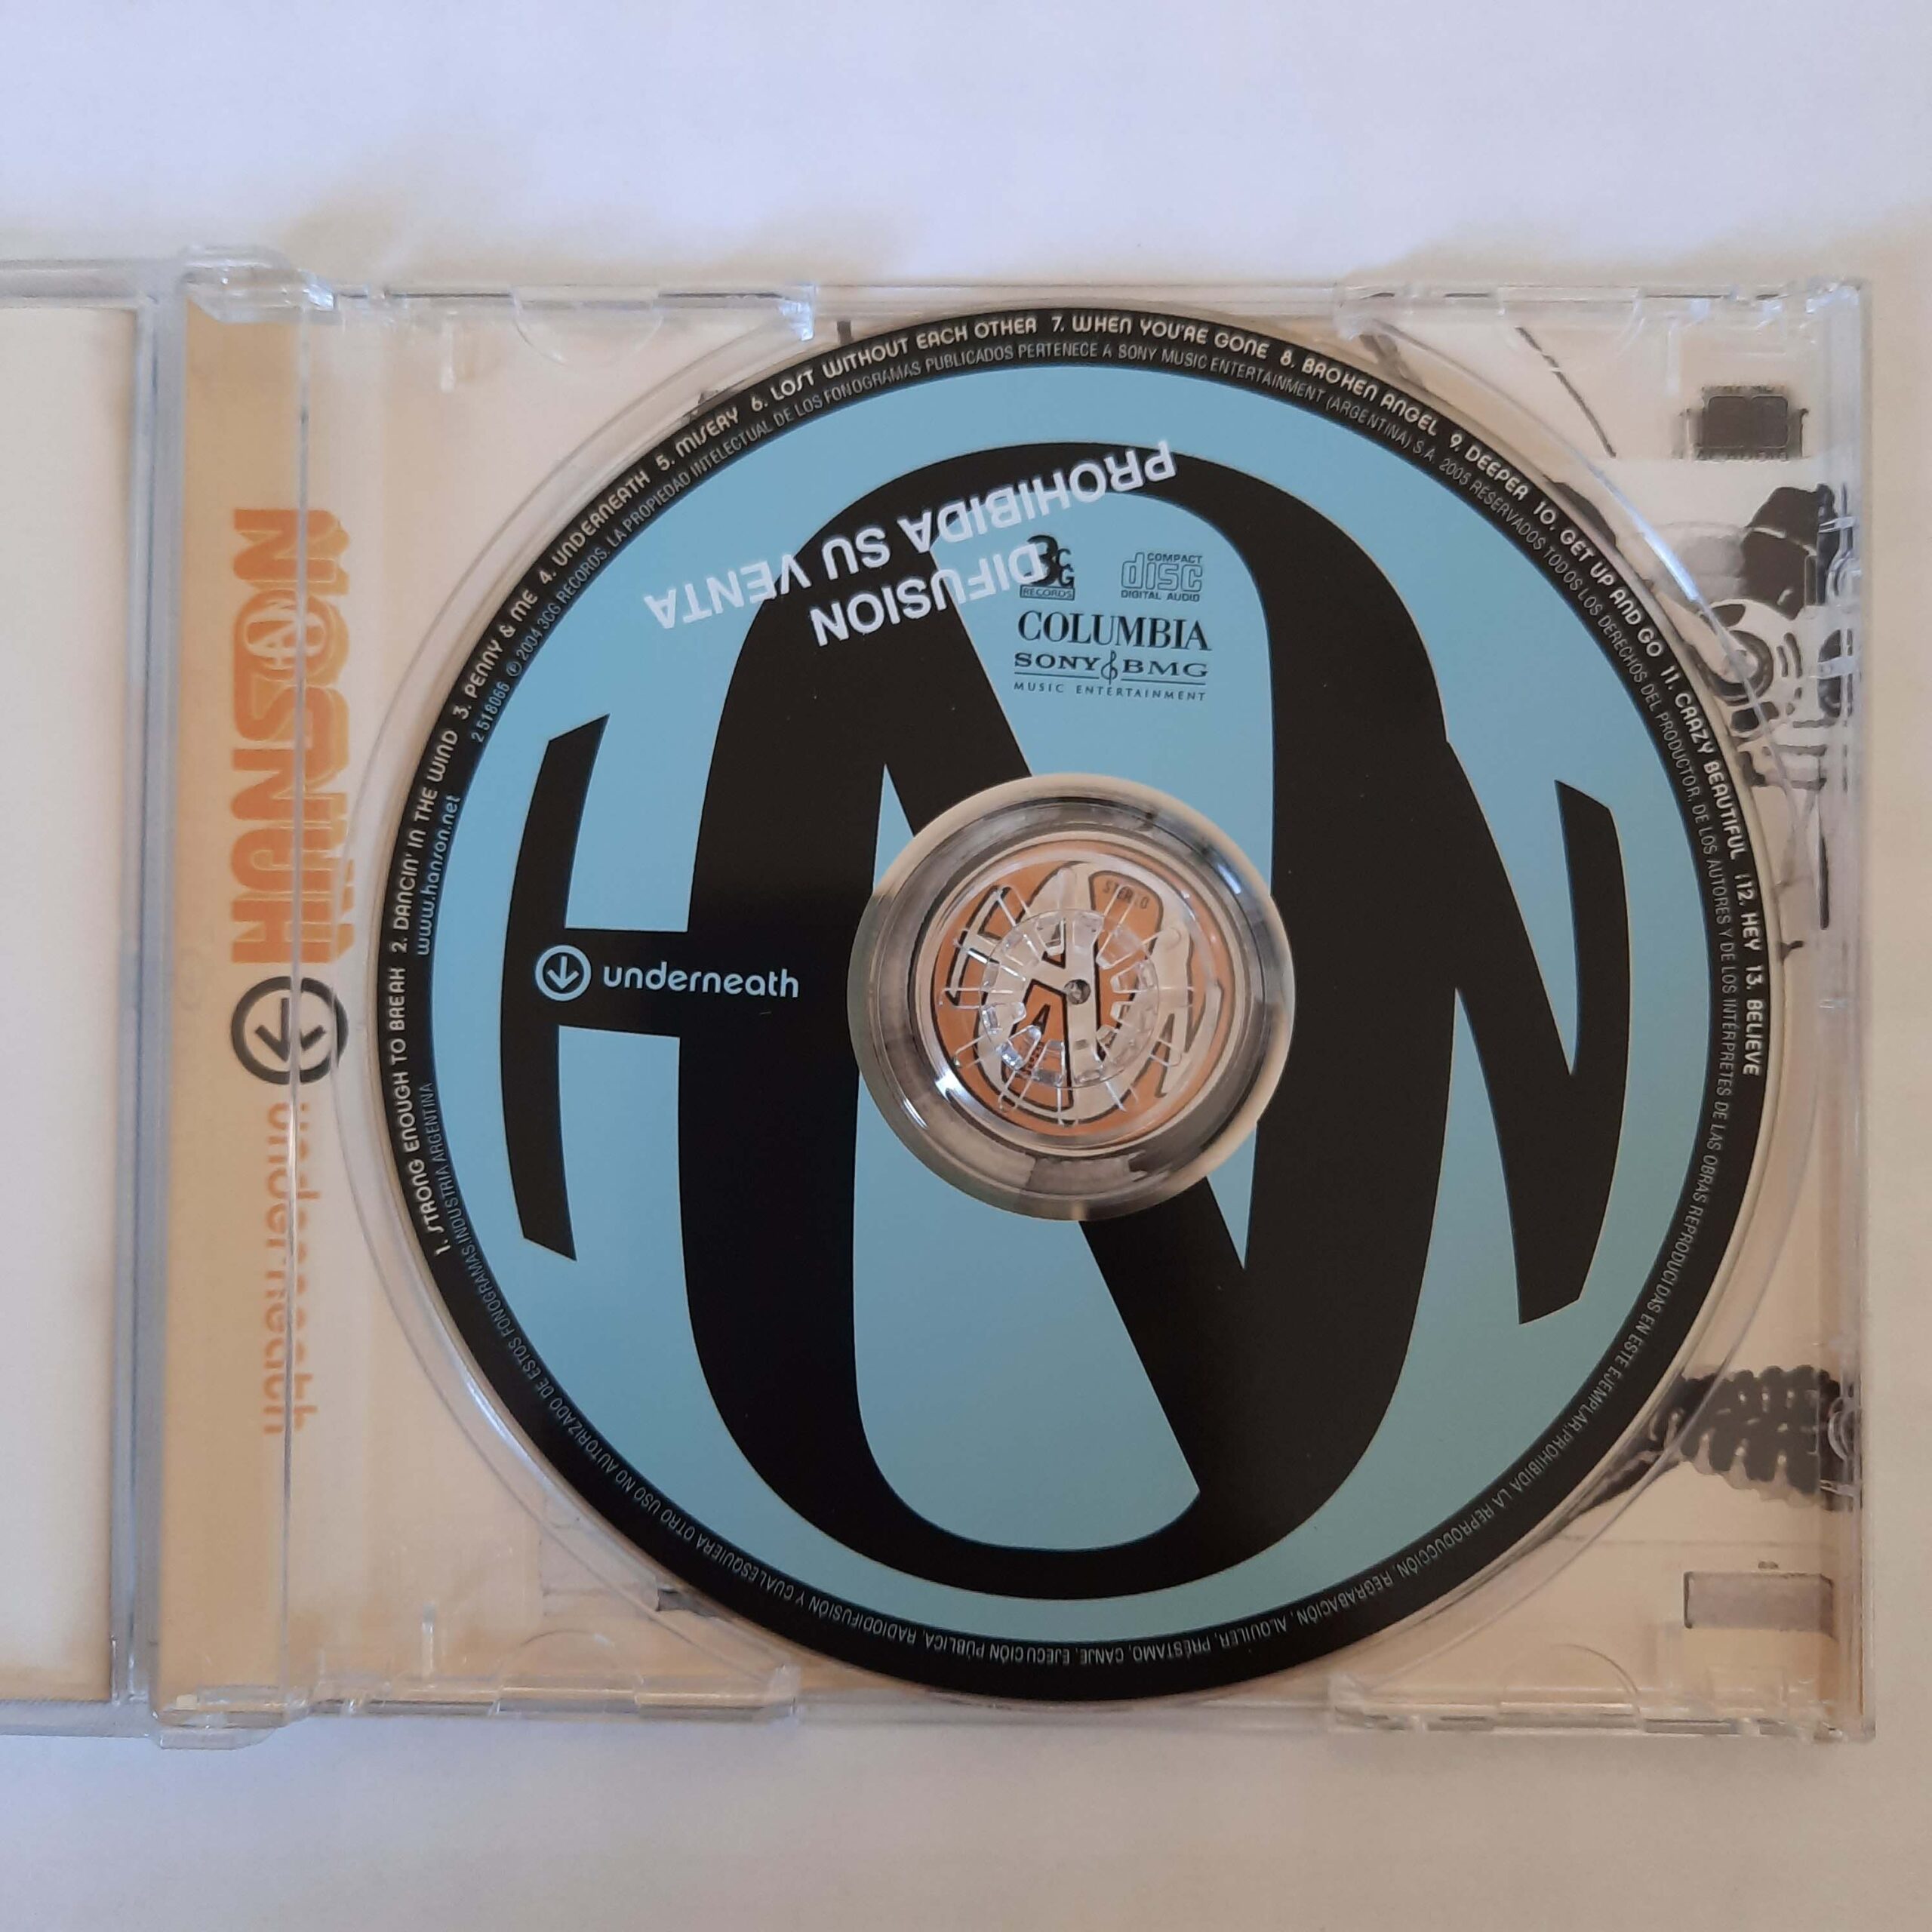 HANSON
underneath
1. STRONG ENOUGH TO BREAK 2. DANCIN' IN THE WIND 3. PENNY & ME 4. UNDERNEATH 5. MISERY 6. LOST WITHOUT EACH OTHER 7. WHEN YOU'RE GONE 8. BROKEN ANGEL 9. DEEPER 10. GET UP AND GO 11. CRAZY BEAUTIFUL 12. HEY 13. BELIEVE
www.hanson.net
2 518066 ℗ 2004 3CG RECORDS. LA PROPIEDAD INTELECTUAL DE LOS FONOGRAMAS PUBLICADOS PERTENECE A SONY MUSIC ENTERTAINMENT (ARGENTINA) S.A. 2005 RESERVADOS TODOS LOS DERECHOS DEL PRODUCTOR, DE LOS AUTORES Y DE LOS INTÉRPRETES DE LAS OBRAS REPRODUCIDAS EN ESTE EJEMPLAR. PROHIBIDA LA REPRODUCCIÓN, REGRABACIÓN, ALQUILER, PRÉSTAMO, CANJE, EJECUCIÓN PÚBLICA, RADIODIFUSIÓN Y CUALESQUIERA OTRO USO NO AUTORIZADO DE ESTOS FONOGRAMAS. INDUSTRIA ARGENTINA
DIFUSION
PROHIBIDA SU VENTA
3CG
RECORDS
COMPACT
disc
DIGITAL AUDIO
COLUMBIA
SONY BMG
MUSIC ENTERTAINMENT
underneath
HON